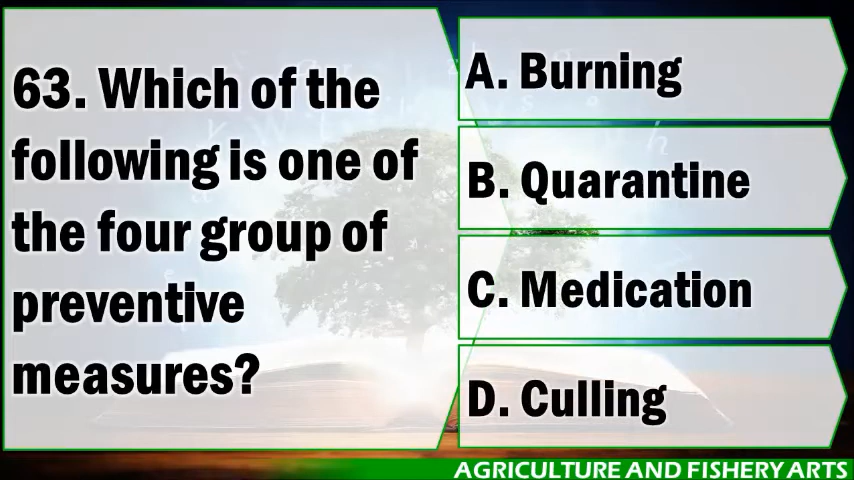 63. Which of the
following is one of
the four group of
preventive
measures?
A. Burning
B. Quarantine
C. Medication
D. Culling
AGRICULTURE AND FISHERY ARTS